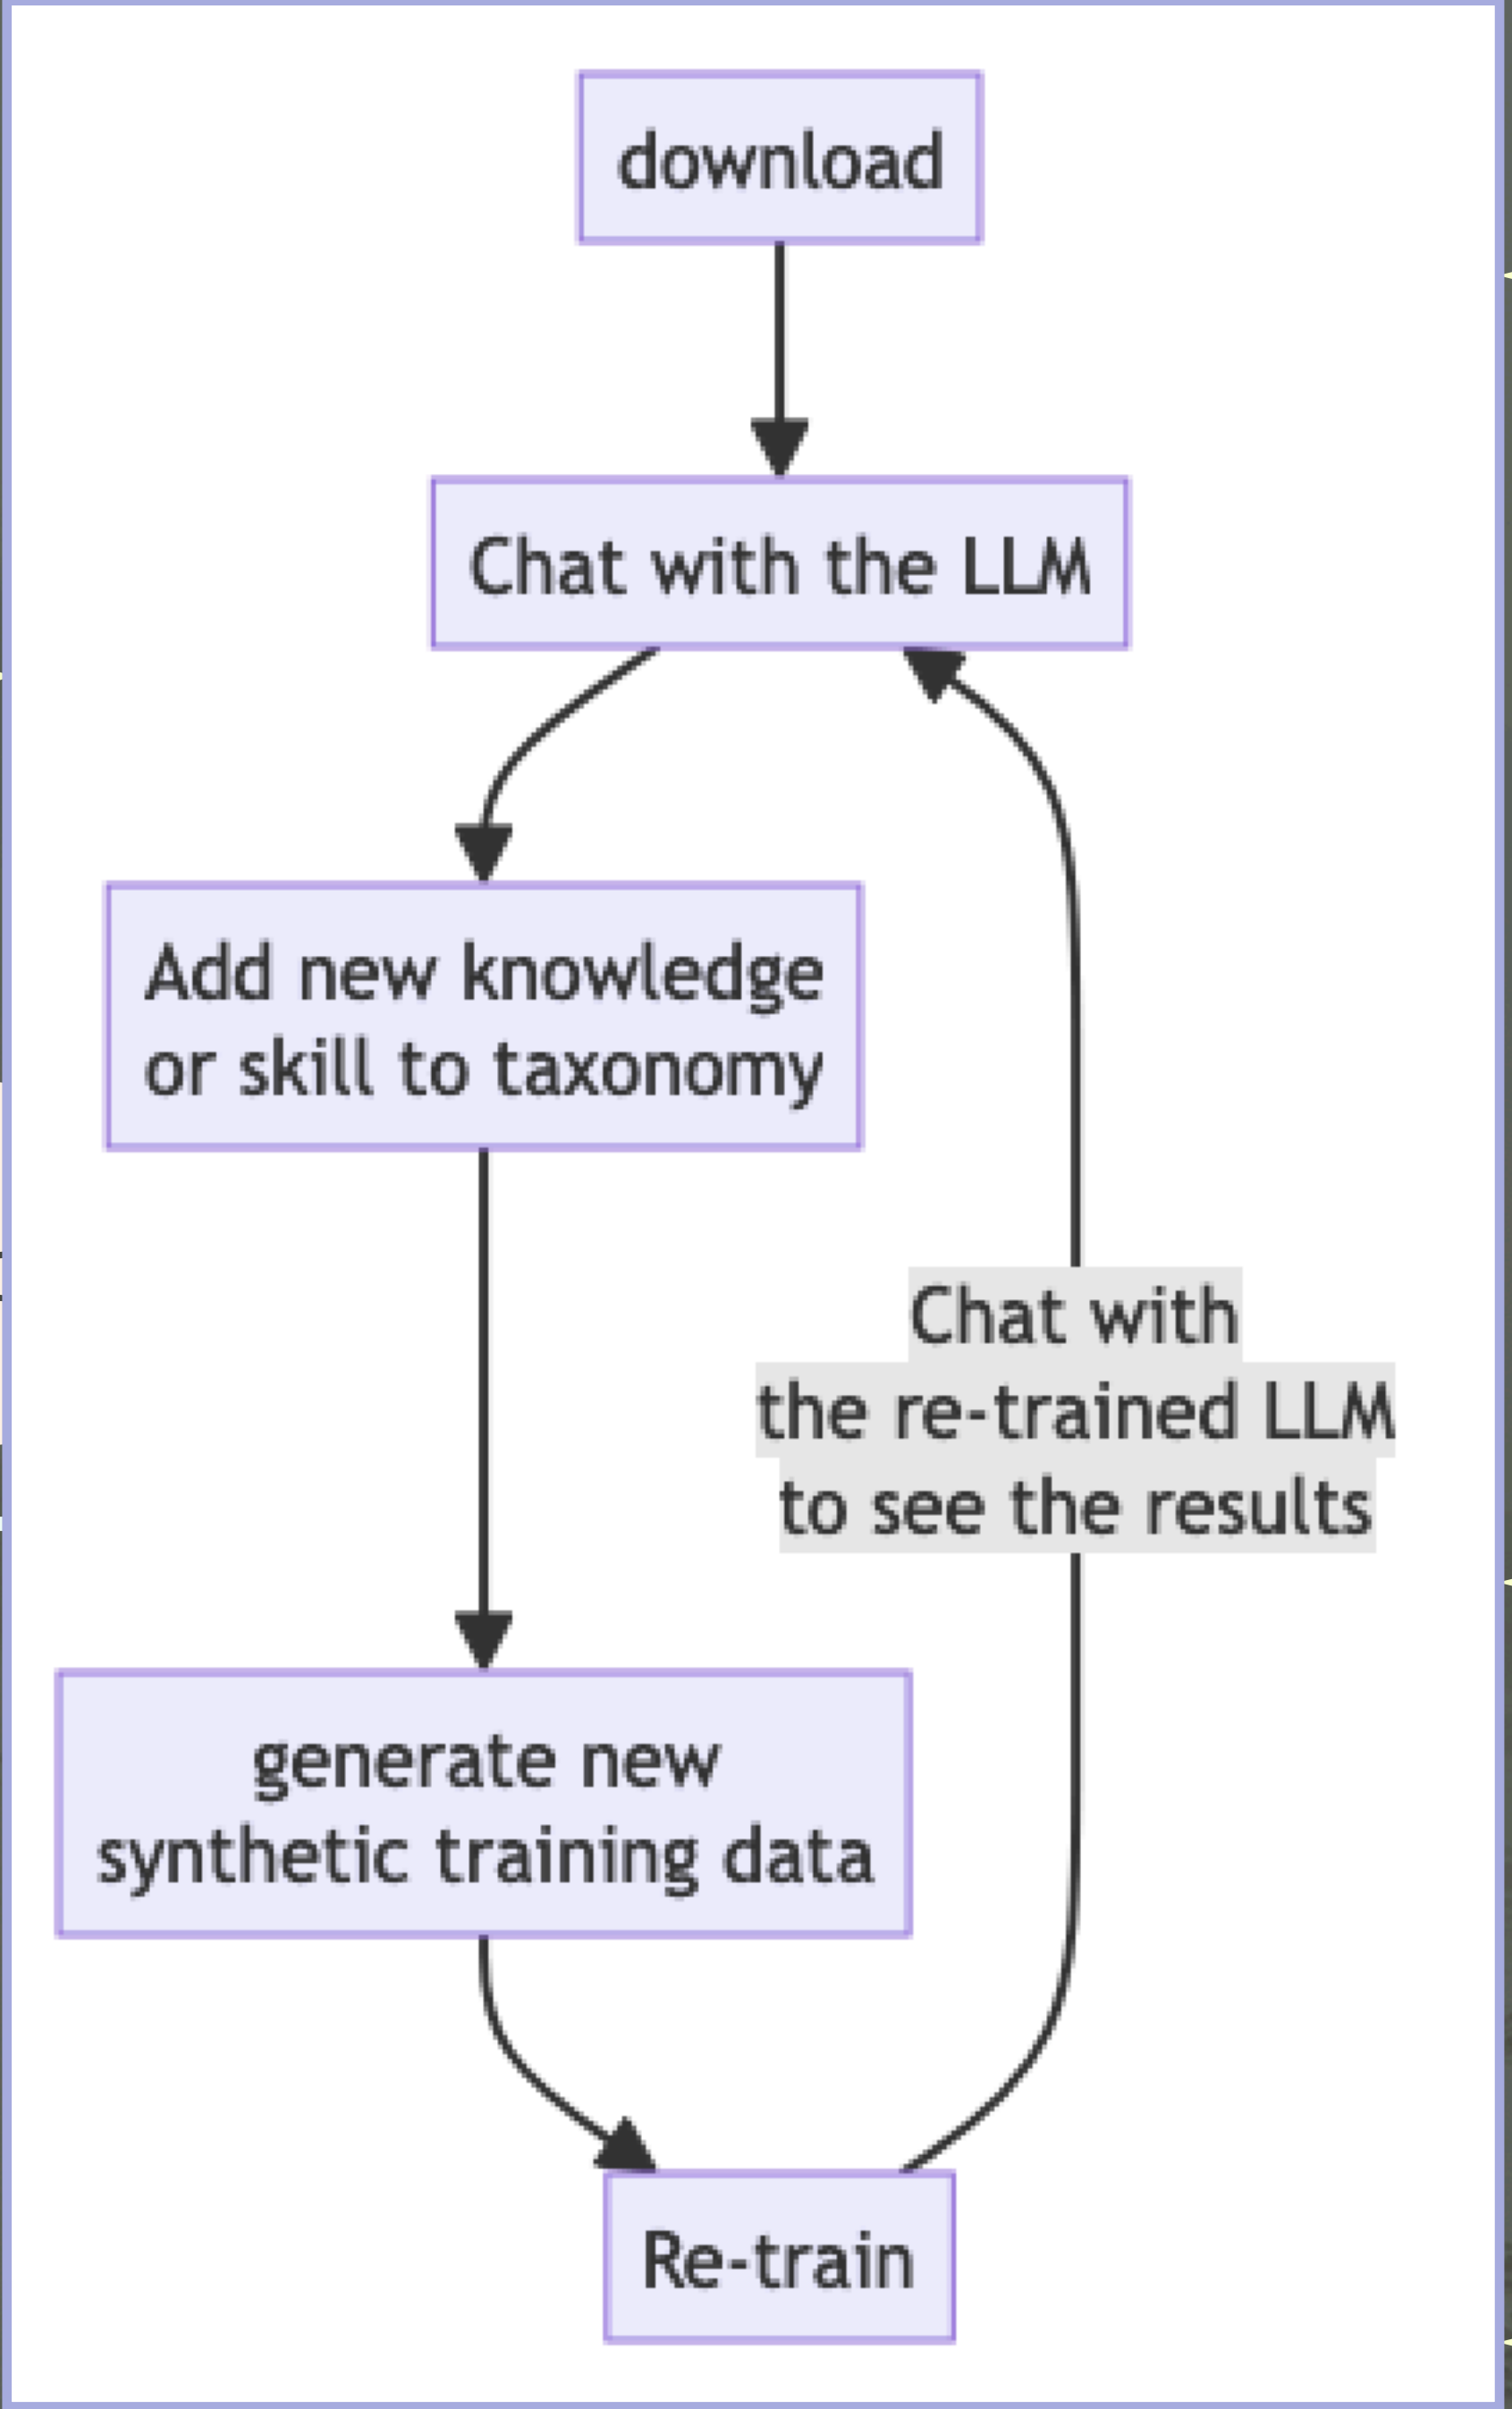 download
Chat with the LLM
Add new knowledge
or skill to taxonomy
Chat with
the re-trained LLM
to see the results
generate new
synthetic training data
Re-train